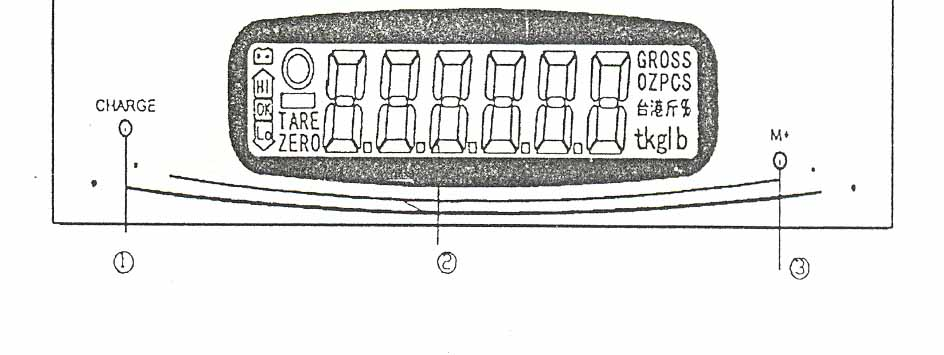 CHARGE
HI
OK
Lo
TARE
ZERO
GROSS
OZPCS
台港斤%
tkglb
M+
① ② ③